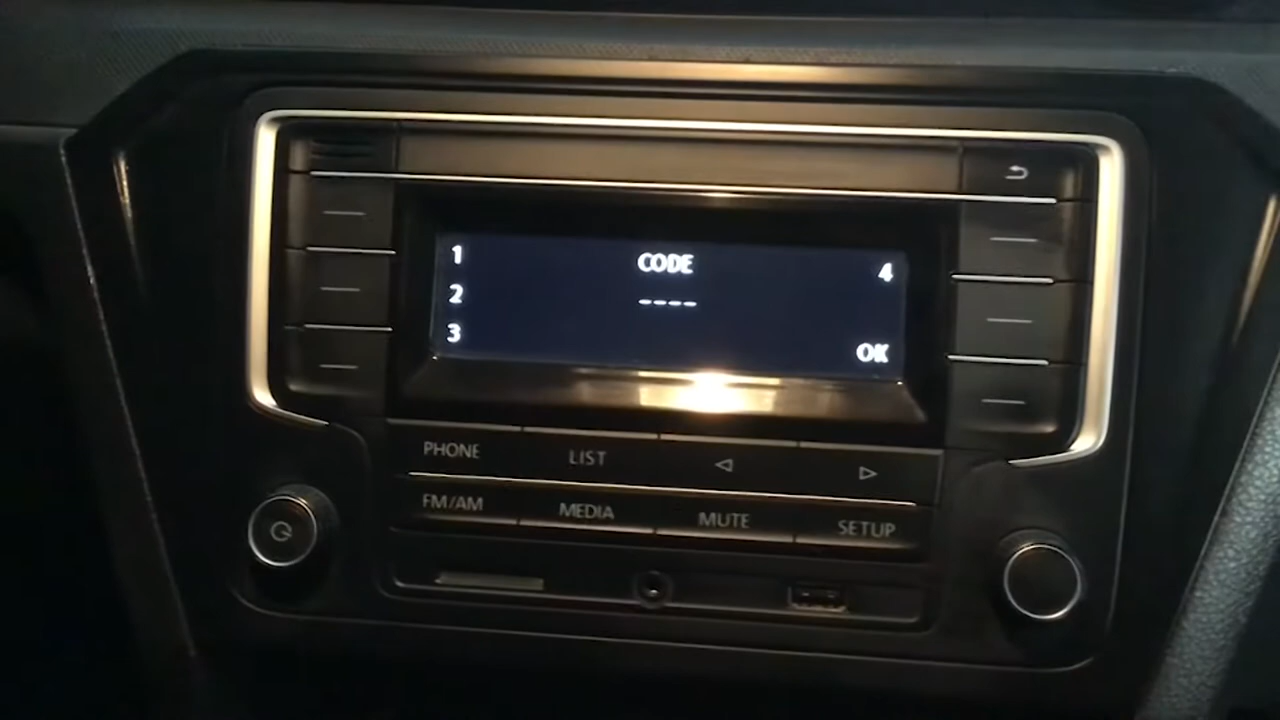 1 CODE 4
2 ----
3 OK
PHONE LIST
FM/AM MEDIA MUTE SETUP